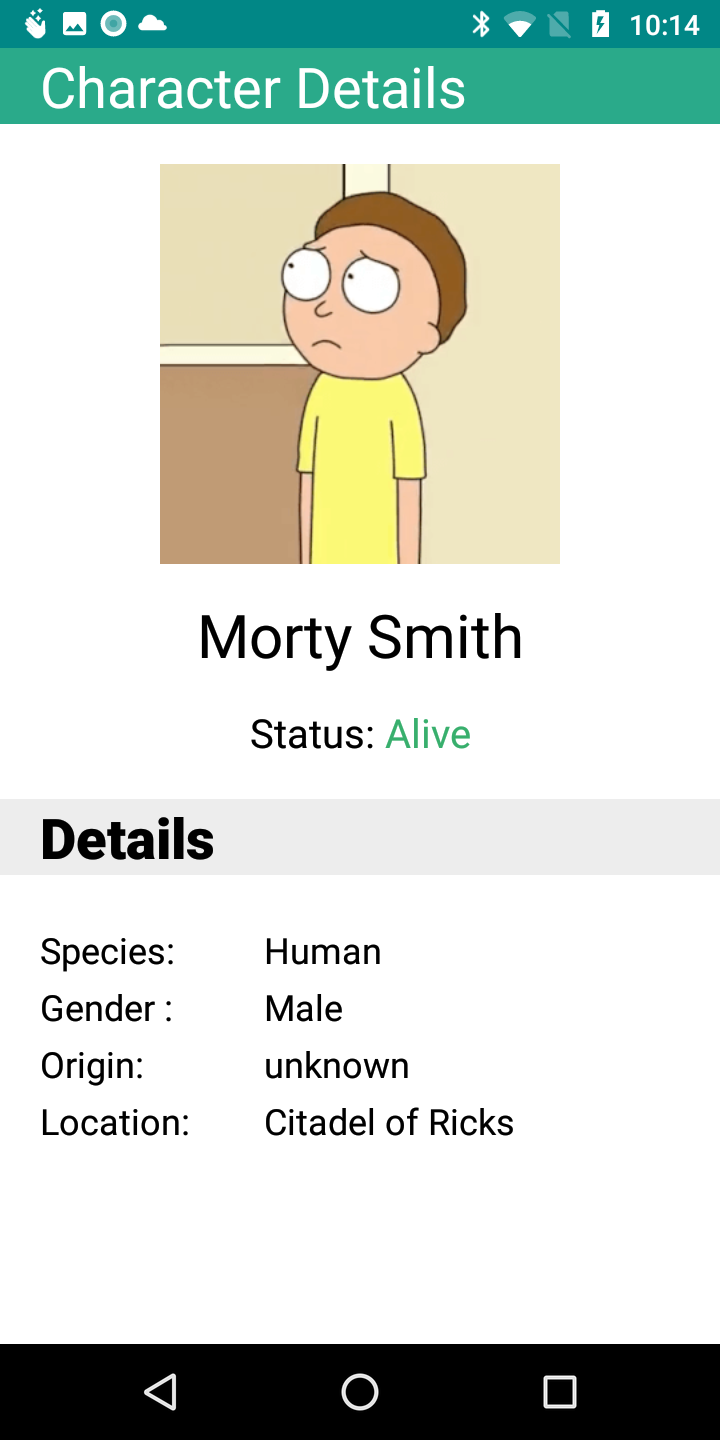 10:14
Character Details
Morty Smith
Status: Alive
Details
Species: Human
Gender : Male
Origin: unknown
Location: Citadel of Ricks